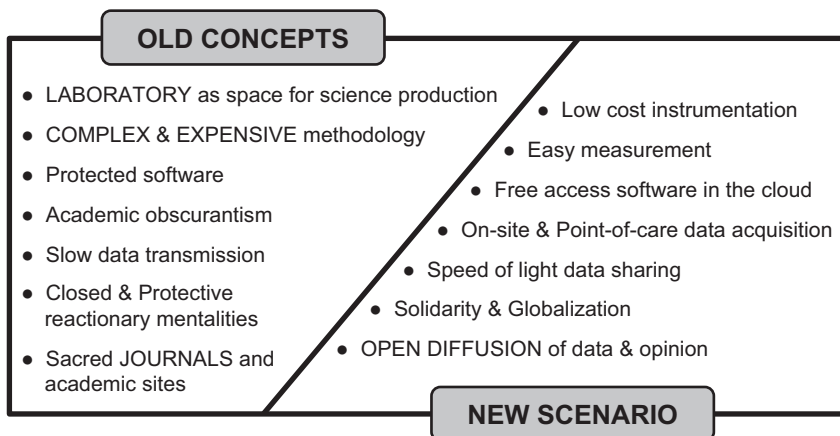 OLD CONCEPTS
● LABORATORY as space for science production
● COMPLEX & EXPENSIVE methodology
● Protected software
● Academic obscurantism
● Slow data transmission
● Closed & Protective
reactionary mentalities
● Sacred JOURNALS and
academic sites
● Low cost instrumentation
● Easy measurement
● Free access software in the cloud
● On-site & Point-of-care data acquisition
● Speed of light data sharing
● Solidarity & Globalization
● OPEN DIFFUSION of data & opinion
NEW SCENARIO